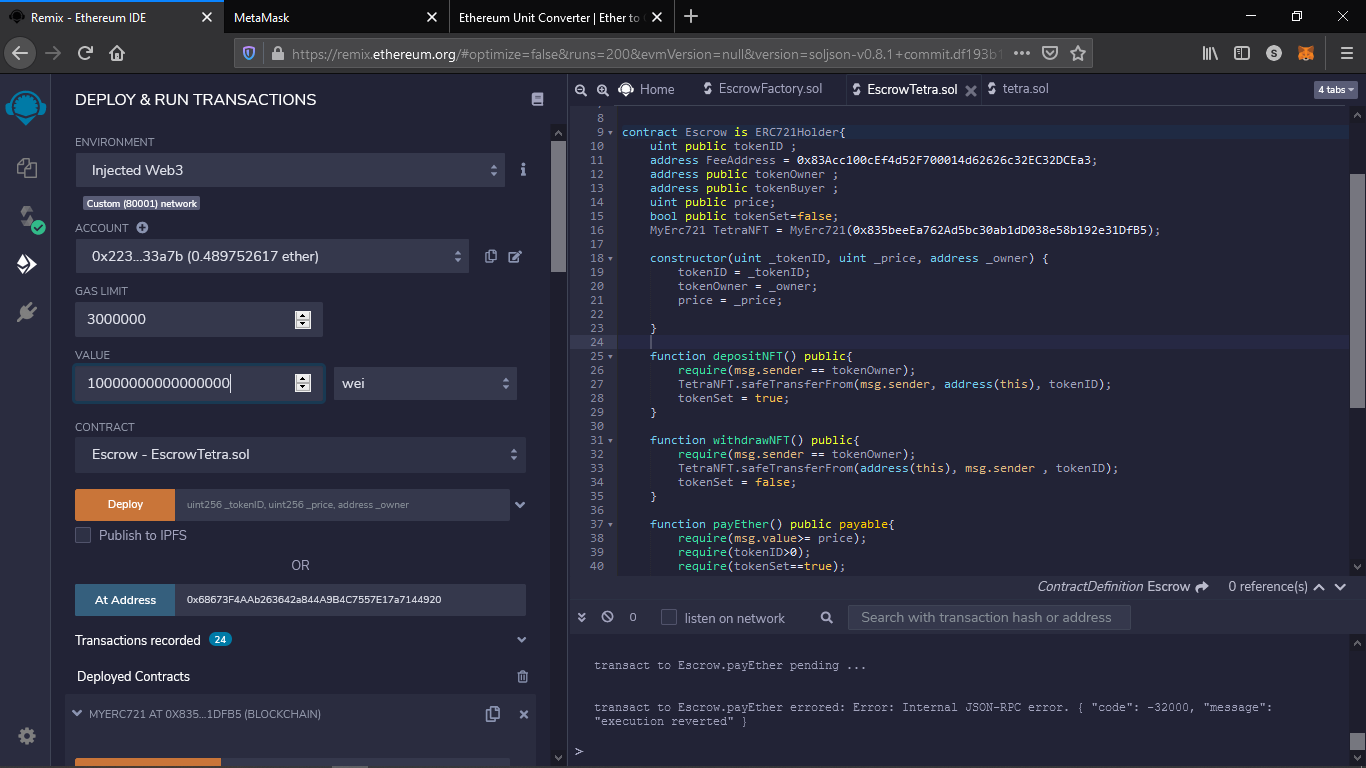 Remix - Ethereum IDE
MetaMask
Ethereum Unit Converter | Ether to
https://remix.ethereum.org/#optimize=false&runs=200&evmVersion=null&version=soljson-v0.8.1+commit.df193b1
S
DEPLOY & RUN TRANSACTIONS
ENVIRONMENT
Injected Web3
Custom (80001) network
ACCOUNT
0x223...33a7b (0.489752617 ether)
GAS LIMIT
3000000
VALUE
10000000000000000
wei
CONTRACT
Escrow - EscrowTetra.sol
Deploy
uint256 _tokenID, uint256 _price, address _owner
Publish to IPFS
OR
At Address
0x68673F4AAb263642a844A9B4C7557E17a7144920
Transactions recorded 24
Deployed Contracts
MYERC721 AT 0X835...1DFB5 (BLOCKCHAIN)
Home
EscrowFactory.sol
EscrowTetra.sol
tetra.sol
4 tabs
8
9 contract Escrow is ERC721Holder{
10 uint public tokenID ;
11 address FeeAddress = 0x83Acc100cEf4d52F700014d62626c32EC32DCEa3;
12 address public tokenOwner ;
13 address public tokenBuyer ;
14 uint public price;
15 bool public tokenSet=false;
16 MyErc721 TetraNFT = MyErc721(0x835beeEa762Ad5bc30ab1dD038e58b192e31DfB5);
17
18 constructor(uint _tokenID, uint _price, address _owner) {
19 tokenID = _tokenID;
20 tokenOwner = _owner;
21 price = _price;
22
23 }
24
25 function depositNFT() public{
26 require(msg.sender == tokenOwner);
27 TetraNFT.safeTransferFrom(msg.sender, address(this), tokenID);
28 tokenSet = true;
29 }
30
31 function withdrawNFT() public{
32 require(msg.sender == tokenOwner);
33 TetraNFT.safeTransferFrom(address(this), msg.sender , tokenID);
34 tokenSet = false;
35 }
36
37 function payEther() public payable{
38 require(msg.value>= price);
39 require(tokenID>0);
40 require(tokenSet==true);
ContractDefinition Escrow
0 reference(s)
0
listen on network
Search with transaction hash or address
transact to Escrow.payEther pending ...
transact to Escrow.payEther errored: Error: Internal JSON-RPC error. { "code": -32000, "message":
"execution reverted" }
>